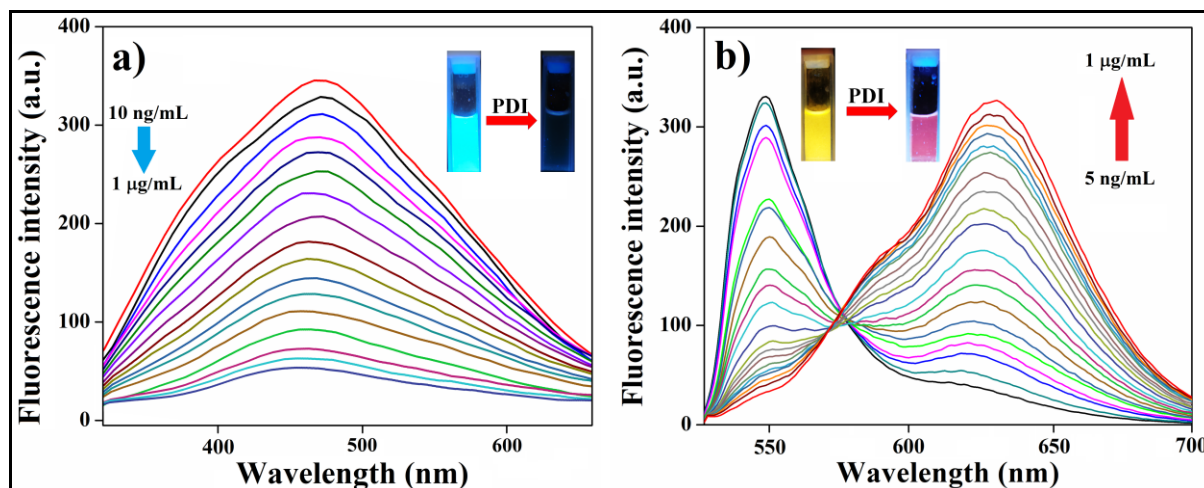 a)
400
300
200
100
0
Fluorescence intensity (a.u.)
10 ng/mL
1 μg/mL
PDI
400
500
600
Wavelength (nm)
b)
400
300
200
100
0
Fluorescence intensity (a.u.)
PDI
1 μg/mL
5 ng/mL
550
600
650
700
Wavelength (nm)